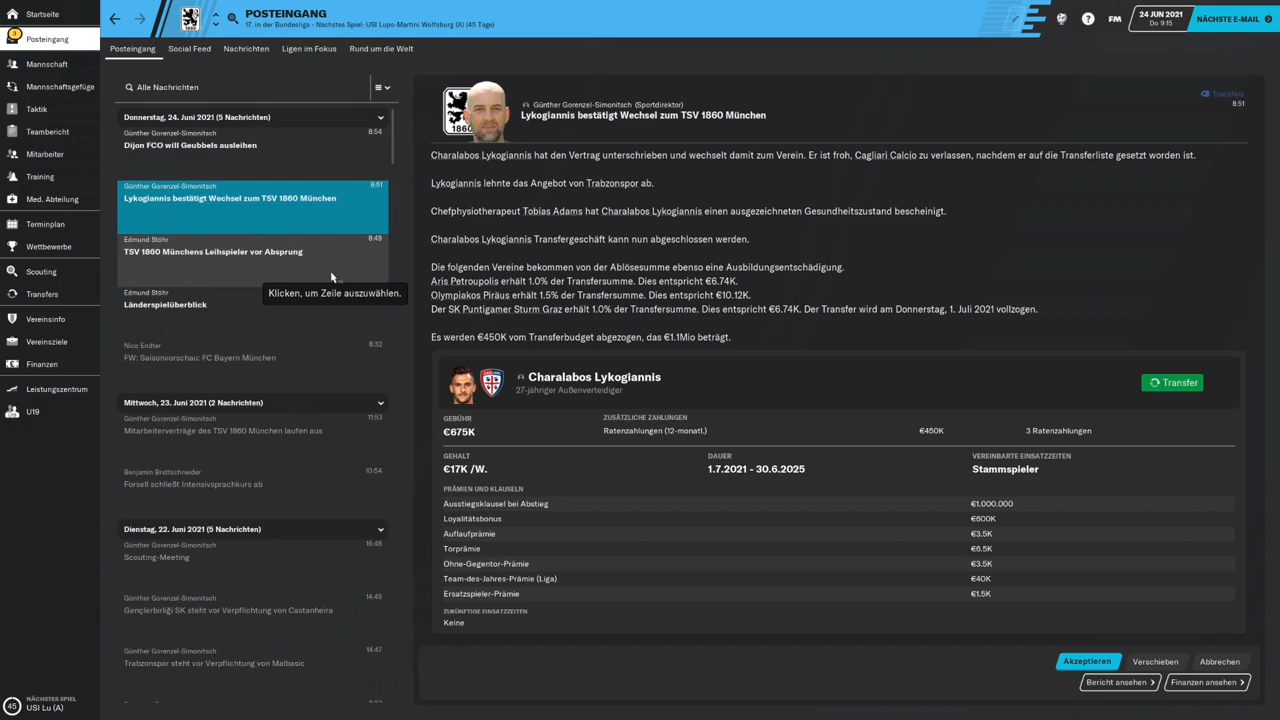 Startseite
3
Posteingang
Mannschaft
Mannschaftsgefüge
Taktik
Teambericht
Mitarbeiter
Training
Med. Abteilung
Terminplan
Wettbewerbe
Scouting
Transfers
Vereinsinfo
Vereinsziele
Finanzen
Leistungszentrum
U19
45
NÄCHSTES SPIEL
USI Lu (A)
POSTEINGANG
17. in der Bundesliga - Nächstes Spiel: USI Lupo-Martini Wolfsburg (A) (45 Tage)
FM
24 JUN 2021
Do 9:15
NÄCHSTE E-MAIL
Posteingang
Social Feed
Nachrichten
Ligen im Fokus
Rund um die Welt
Alle Nachrichten
Donnerstag, 24. Juni 2021 (5 Nachrichten)
Günther Gorenzel-Simonitsch 8:54
Dijon FCO will Geubbels ausleihen
Günther Gorenzel-Simonitsch 8:51
Lykogiannis bestätigt Wechsel zum TSV 1860 München
Edmund Stöhr 8:49
TSV 1860 Münchens Leihspieler vor Absprung
Klicken, um Zeile auszuwählen.
Edmund Stöhr
Länderspielüberblick
Nico Endter 8:32
FW: Saisonvorschau: FC Bayern München
Mittwoch, 23. Juni 2021 (2 Nachrichten)
Günther Gorenzel-Simonitsch 11:53
Mitarbeiterverträge des TSV 1860 München laufen aus
Benjamin Brettschneider 10:54
Forsell schließt Intensivsprachkurs ab
Dienstag, 22. Juni 2021 (5 Nachrichten)
Günther Gorenzel-Simonitsch 16:48
Scouting-Meeting
Günther Gorenzel-Simonitsch 14:49
Gençlerbirliği SK steht vor Verpflichtung von Castanheira
Günther Gorenzel-Simonitsch 14:47
Trabzonspor steht vor Verpflichtung von Malbasic
1860
Günther Gorenzel-Simonitsch (Sportdirektor)
Lykogiannis bestätigt Wechsel zum TSV 1860 München
Transfers
8:51
Charalabos Lykogiannis hat den Vertrag unterschrieben und wechselt damit zum Verein. Er ist froh, Cagliari Calcio zu verlassen, nachdem er auf die Transferliste gesetzt worden ist.
Lykogiannis lehnte das Angebot von Trabzonspor ab.
Chefphysiotherapeut Tobias Adams hat Charalabos Lykogiannis einen ausgezeichneten Gesundheitszustand bescheinigt.
Charalabos Lykogiannis Transfergeschäft kann nun abgeschlossen werden.
Die folgenden Vereine bekommen von der Ablösesumme ebenso eine Ausbildungsentschädigung.
Aris Petroupolis erhält 1.0% der Transfersumme. Dies entspricht €6.74K.
Olympiakos Piräus erhält 1.5% der Transfersumme. Dies entspricht €10.12K.
Der SK Puntigamer Sturm Graz erhält 1.0% der Transfersumme. Dies entspricht €6.74K. Der Transfer wird am Donnerstag, 1. Juli 2021 vollzogen.
Es werden €450K vom Transferbudget abgezogen, das €1.1Mio beträgt.
Charalabos Lykogiannis
27-jähriger Außenverteidiger
Transfer
GEBÜHR
€675K
ZUSÄTZLICHE ZAHLUNGEN
Ratenzahlungen (12-monatl.) €450K 3 Ratenzahlungen
GEHALT
€17K /W.
DAUER
1.7.2021 - 30.6.2025
VEREINBARTE EINSATZZEITEN
Stammspieler
PRÄMIEN UND KLAUSELN
Ausstiegsklausel bei Abstieg €1.000.000
Loyalitätsbonus €600K
Auflaufprämie €3.5K
Torprämie €6.5K
Ohne-Gegentor-Prämie €3.5K
Team-des-Jahres-Prämie (Liga) €40K
Ersatzspieler-Prämie €1.5K
ZUKÜNFTIGE EINSATZZEITEN
Keine
Akzeptieren
Verschieben
Abbrechen
Bericht ansehen
Finanzen ansehen